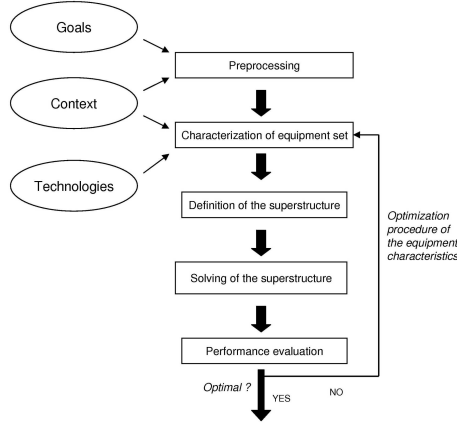 Goals
Preprocessing
Context
Characterization of equipment set
Technologies
Definition of the superstructure
Optimization
procedure of
the equipment
characteristics
Solving of the superstructure
Performance evaluation
Optimal ?
YES
NO